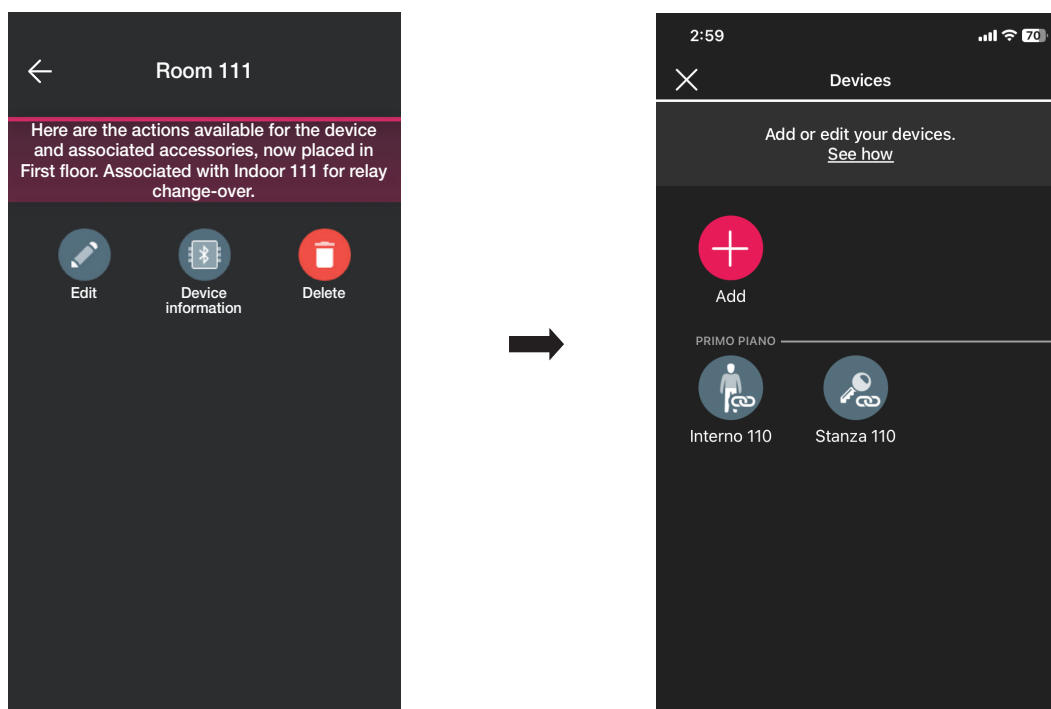 Room 111
Here are the actions available for the device
and associated accessories, now placed in
First floor. Associated with Indoor 111 for relay
change-over.
Edit
Device
information
Delete
2:59
70
Devices
Add or edit your devices.
See how
Add
PRIMO PIANO
Interno 110
Stanza 110